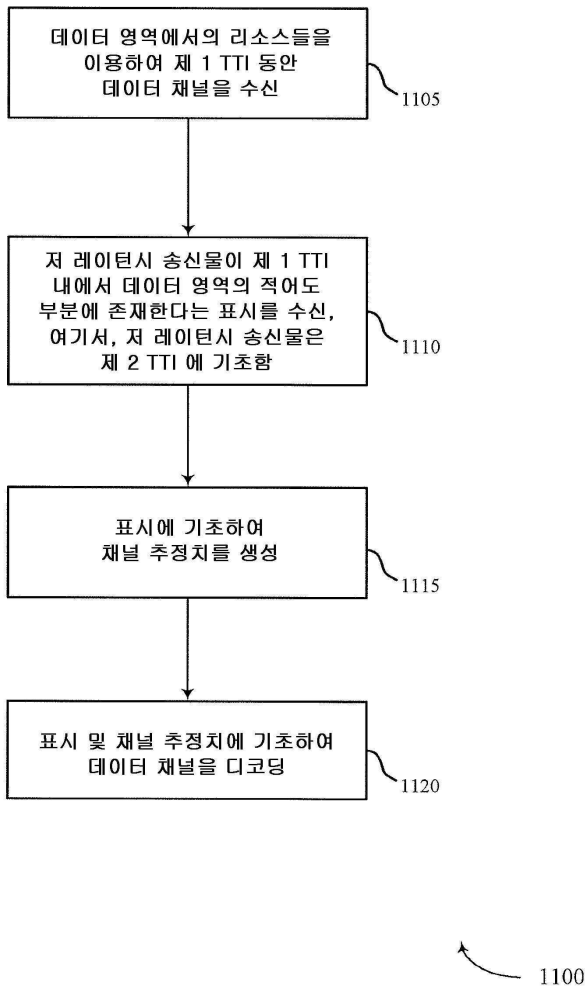 데이터 영역에서의 리소스들을
이용하여 제 1 TTI 동안
데이터 채널을 수신
1105
저 레이턴시 송신물이 제 1 TTI
내에서 데이터 영역의 적어도
부분에 존재한다는 표시를 수신,
여기서, 저 레이턴시 송신물은
제 2 TTI 에 기초함
1110
표시에 기초하여
채널 추정치를 생성
1115
표시 및 채널 추정치에 기초하여
데이터 채널을 디코딩
1120
1100